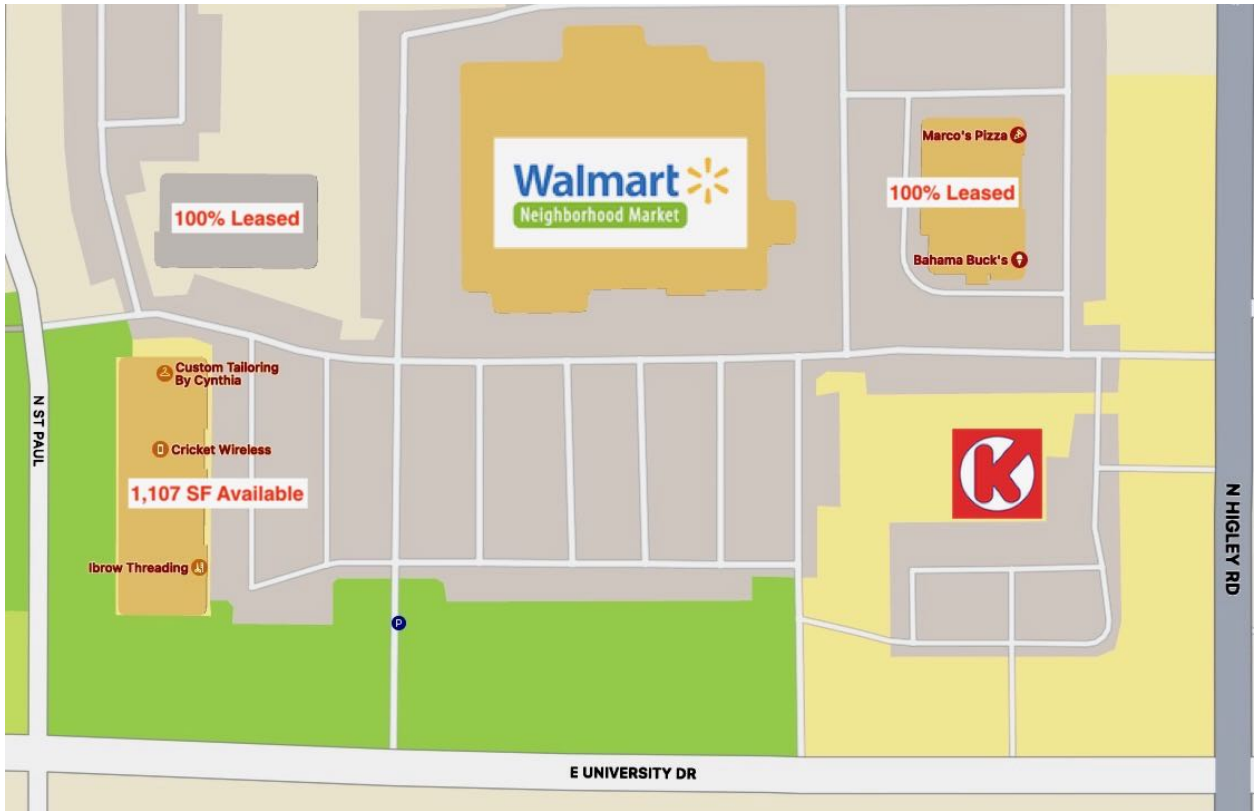 Walmart
Neighborhood Market
Marco's Pizza
100% Leased
Bahama Buck's
100% Leased
Custom Tailoring
By Cynthia
Cricket Wireless
1,107 SF Available
Ibrow Threading
N ST PAUL
K
N HIGLEY RD
P
E UNIVERSITY DR